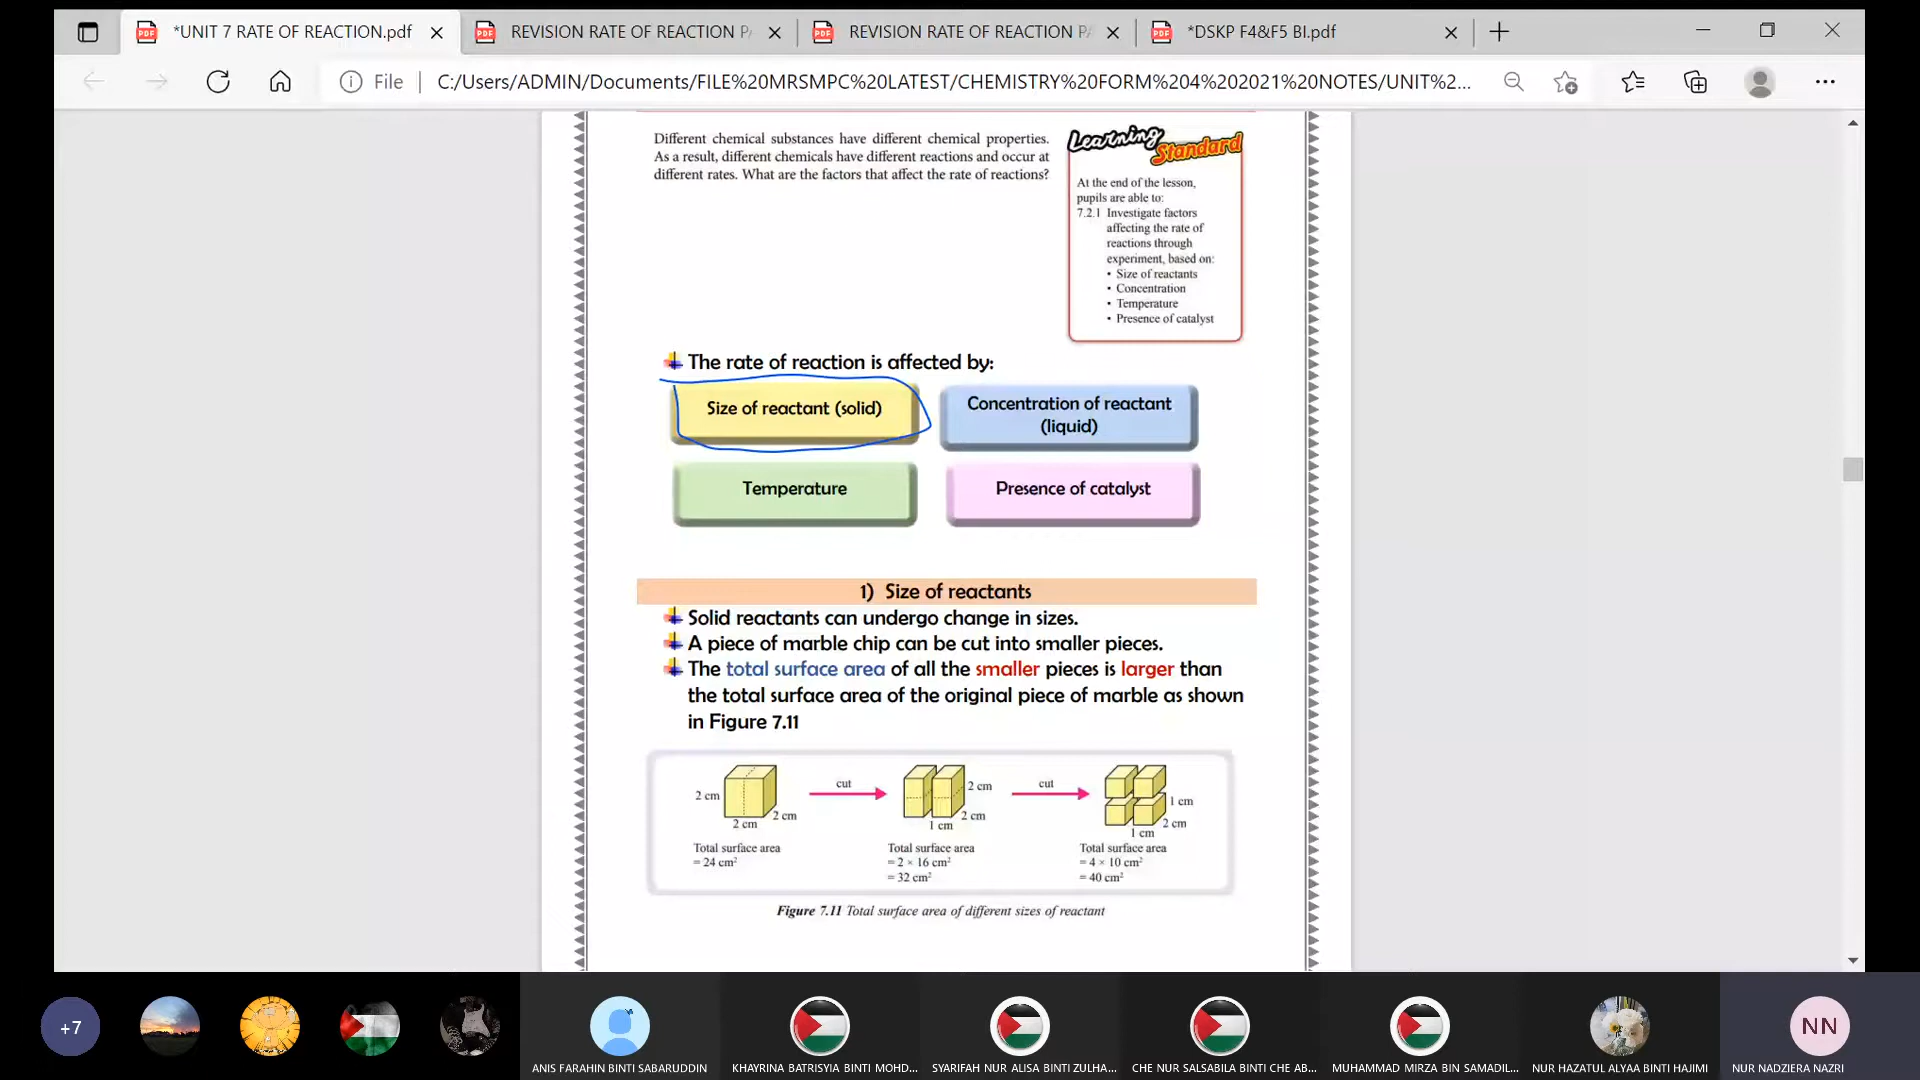 *UNIT 7 RATE OF REACTION.pdf
REVISION RATE OF REACTION P
REVISION RATE OF REACTION P
*DSKP F4&F5 BI.pdf
File
C:/Users/ADMIN/Documents/FILE%20MRSMPC%20LATEST/CHEMISTRY%20FORM%204%202021%20NOTES/UNIT%2...
Different chemical substances have different chemical properties.
As a result, different chemicals have different reactions and occur at
different rates. What are the factors that affect the rate of reactions?
Learning
Standard
At the end of the lesson,
pupils are able to:
7.2.1 Investigate factors
affecting the rate of
reactions through
experiment, based on:
• Size of reactants
• Concentration
• Temperature
• Presence of catalyst
The rate of reaction is affected by:
Size of reactant (solid)
Concentration of reactant
(liquid)
Temperature
Presence of catalyst
1) Size of reactants
Solid reactants can undergo change in sizes.
A piece of marble chip can be cut into smaller pieces.
The total surface area of all the smaller pieces is larger than
the total surface area of the original piece of marble as shown
in Figure 7.11
2 cm
2 cm
2 cm
cut
2 cm
2 cm
1 cm
cut
1 cm
2 cm
1 cm
Total surface area
= 24 cm²
Total surface area
= 2 × 16 cm²
= 32 cm²
Total surface area
= 4 × 10 cm²
= 40 cm²
Figure 7.11 Total surface area of different sizes of reactant
+7
NN
ANIS FARAHIN BINTI SABARUDDIN
KHAYRINA BATRISYIA BINTI MOHD...
SYARIFAH NUR ALISA BINTI ZULHA...
CHE NUR SALSABILA BINTI CHE AB...
MUHAMMAD MIRZA BIN SAMADIL...
NUR HAZATUL ALYAA BINTI HAJIMI
NUR NADZIERA NAZRI